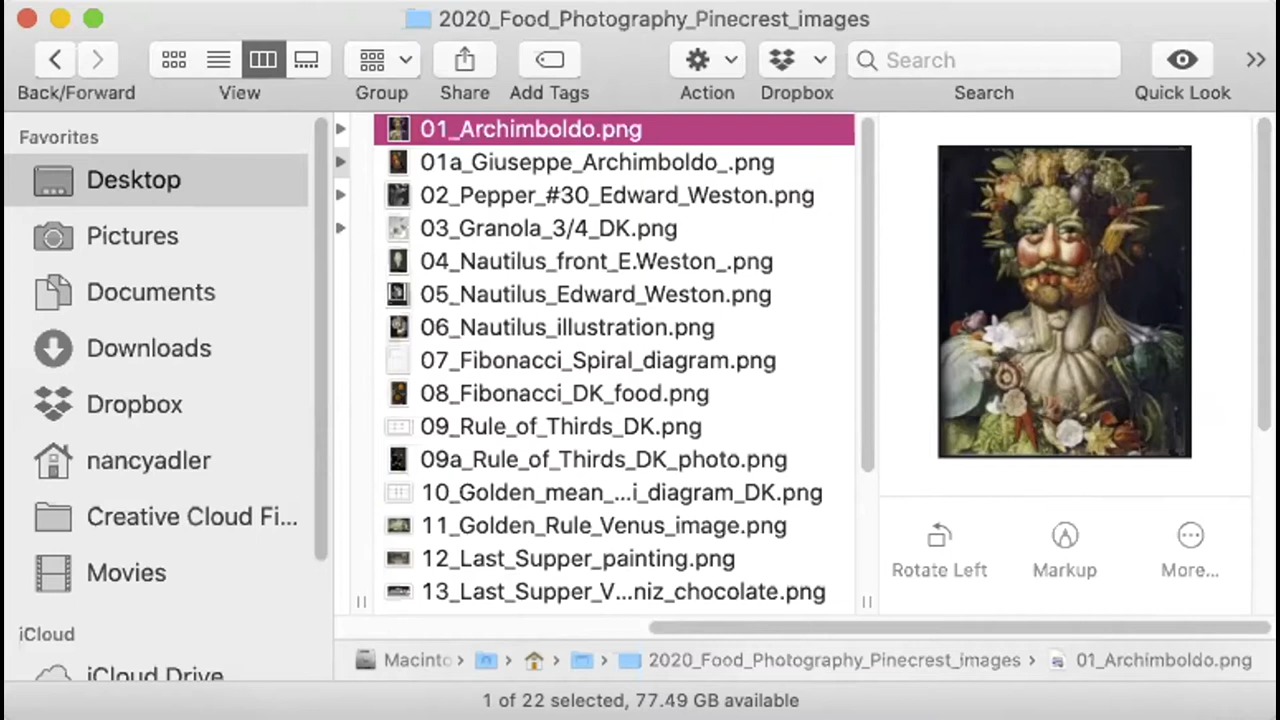 2020_Food_Photography_Pinecrest_images
Search
Back/Forward View Group Share Add Tags Action Dropbox Search Quick Look
Favorites
Desktop
Pictures
Documents
Downloads
Dropbox
nancyadler
Creative Cloud Fi...
Movies
iCloud
iCloud Drive
01_Archimboldo.png
01a_Giuseppe_Archimboldo_.png
02_Pepper_#30_Edward_Weston.png
03_Granola_3/4_DK.png
04_Nautilus_front_E.Weston_.png
05_Nautilus_Edward_Weston.png
06_Nautilus_illustration.png
07_Fibonacci_Spiral_diagram.png
08_Fibonacci_DK_food.png
09_Rule_of_Thirds_DK.png
09a_Rule_of_Thirds_DK_photo.png
10_Golden_mean_...i_diagram_DK.png
11_Golden_Rule_Venus_image.png
12_Last_Supper_painting.png
13_Last_Supper_V...niz_chocolate.png
Rotate Left Markup More...
Macinto › › › › 2020_Food_Photography_Pinecrest_images › 01_Archimboldo.png
1 of 22 selected, 77.49 GB available